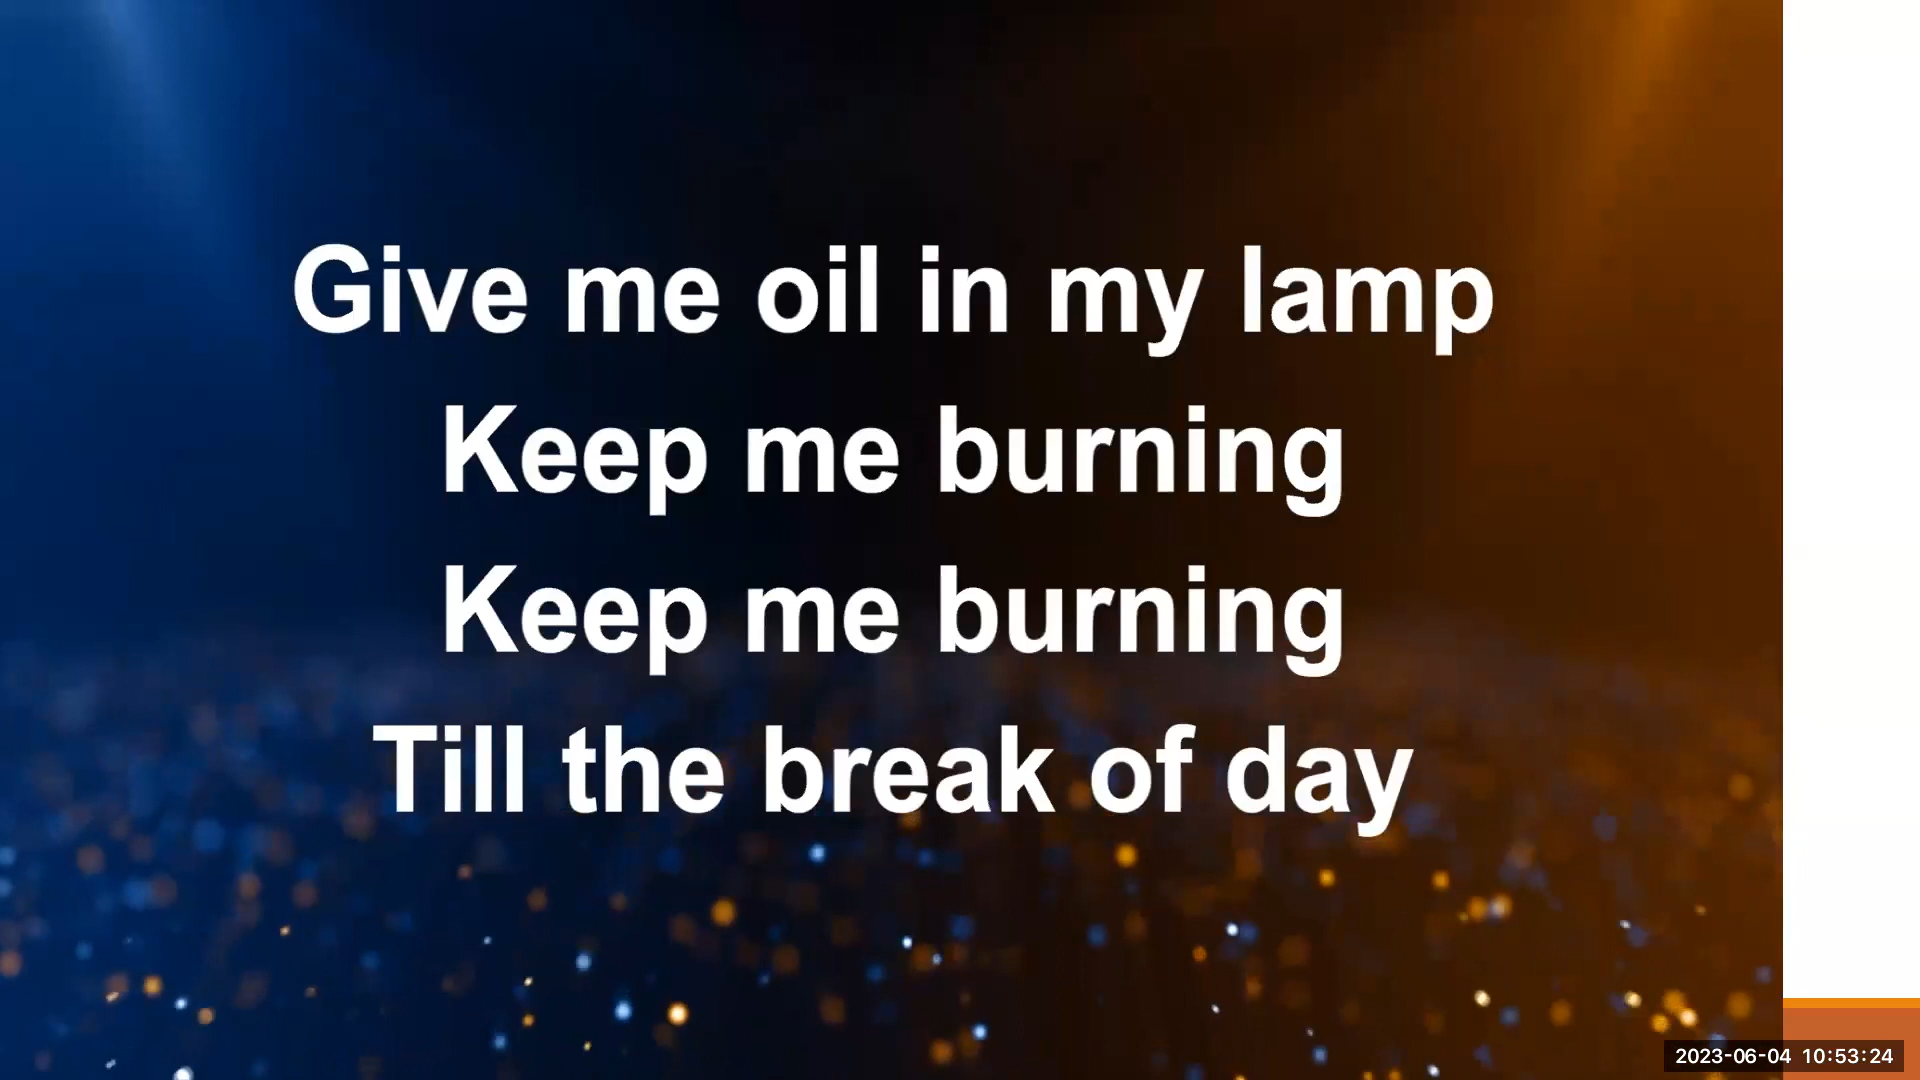 Give me oil in my lamp
Keep me burning
Keep me burning
Till the break of day
2023-06-04 10:53:24